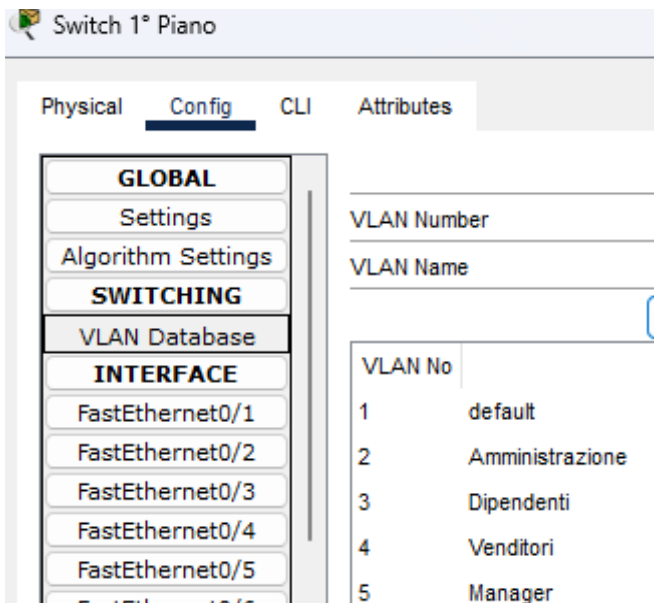 Switch 1° Piano
Physical Config CLI Attributes
GLOBAL
Settings
Algorithm Settings
SWITCHING
VLAN Database
INTERFACE
FastEthernet0/1
FastEthernet0/2
FastEthernet0/3
FastEthernet0/4
FastEthernet0/5
VLAN Number
VLAN Name
VLAN No
1 default
2 Amministrazione
3 Dipendenti
4 Venditori
5 Manager